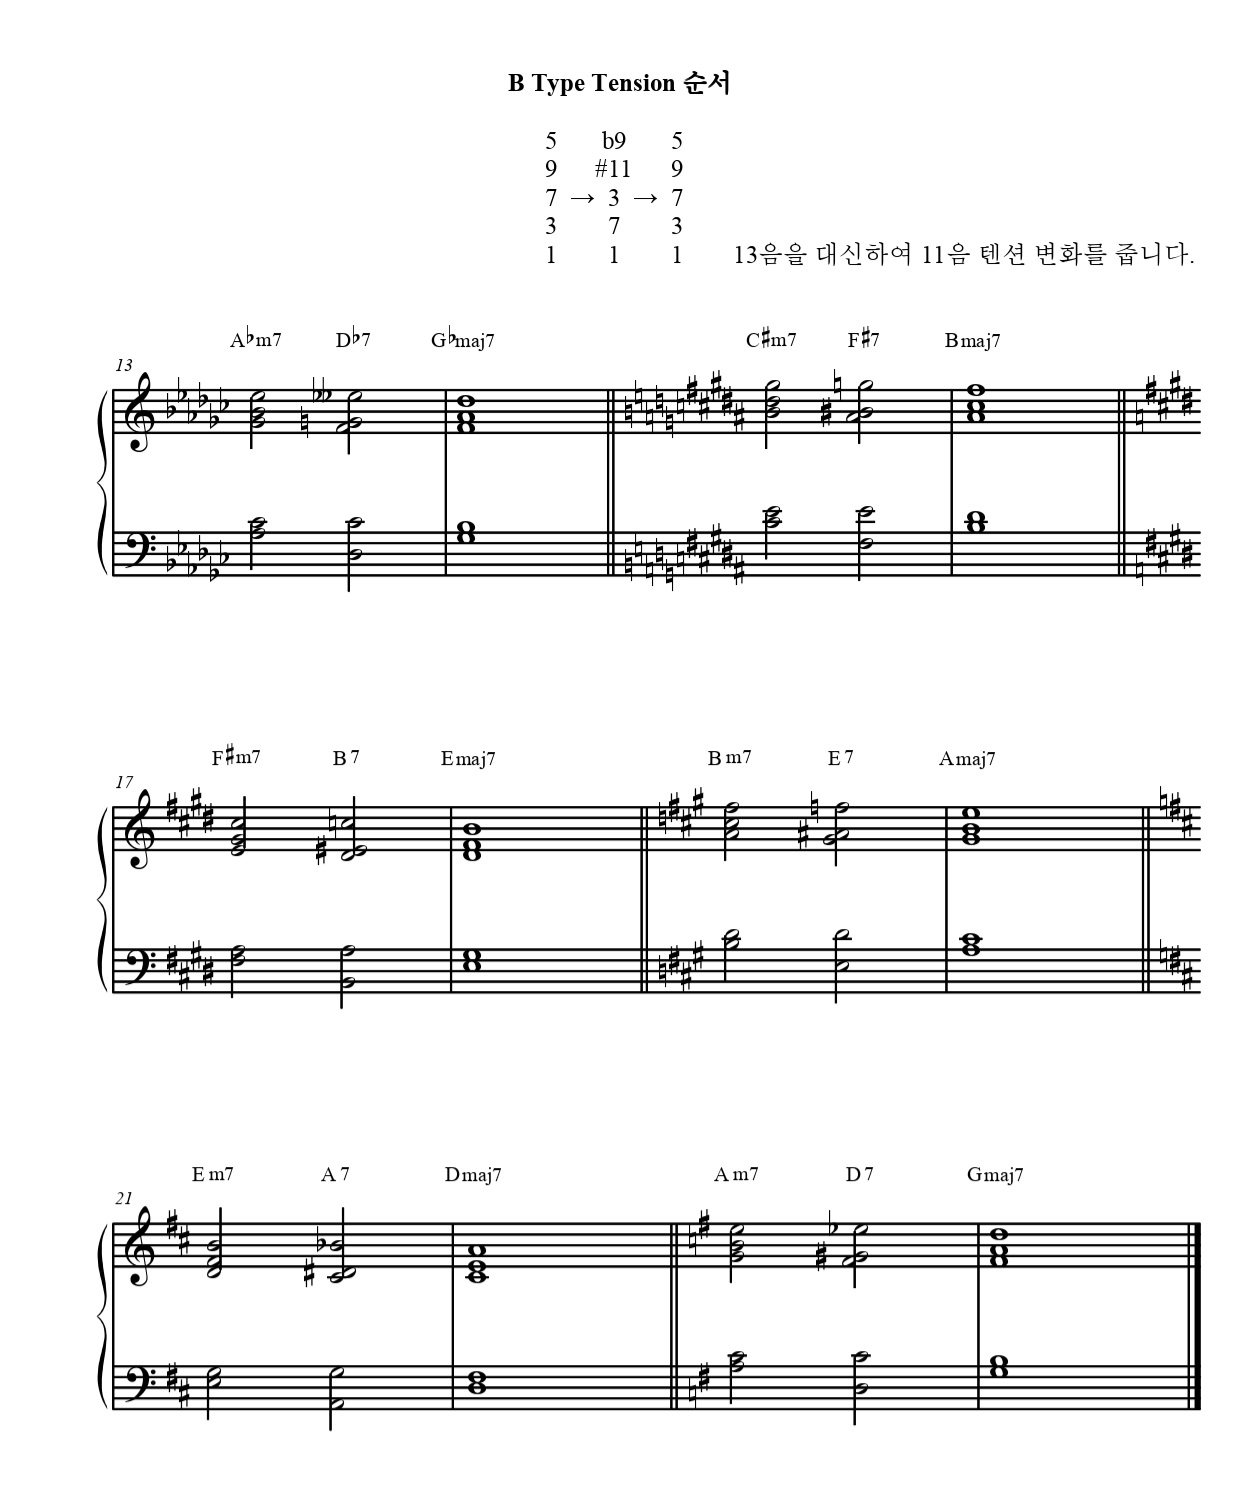 B Type Tension 순서
5 b9 5
9 #11 9
7 → 3 → 7
3 7 3
1 1 1 13음을 대신하여 11음 텐션 변화를 줍니다.
A♭m7 D♭7 G♭maj7 C♯m7 F♯7 Bmaj7
13
F♯m7 B7 Emaj7 Bm7 E7 Amaj7
17
Em7 A7 Dmaj7 Am7 D7 Gmaj7
21